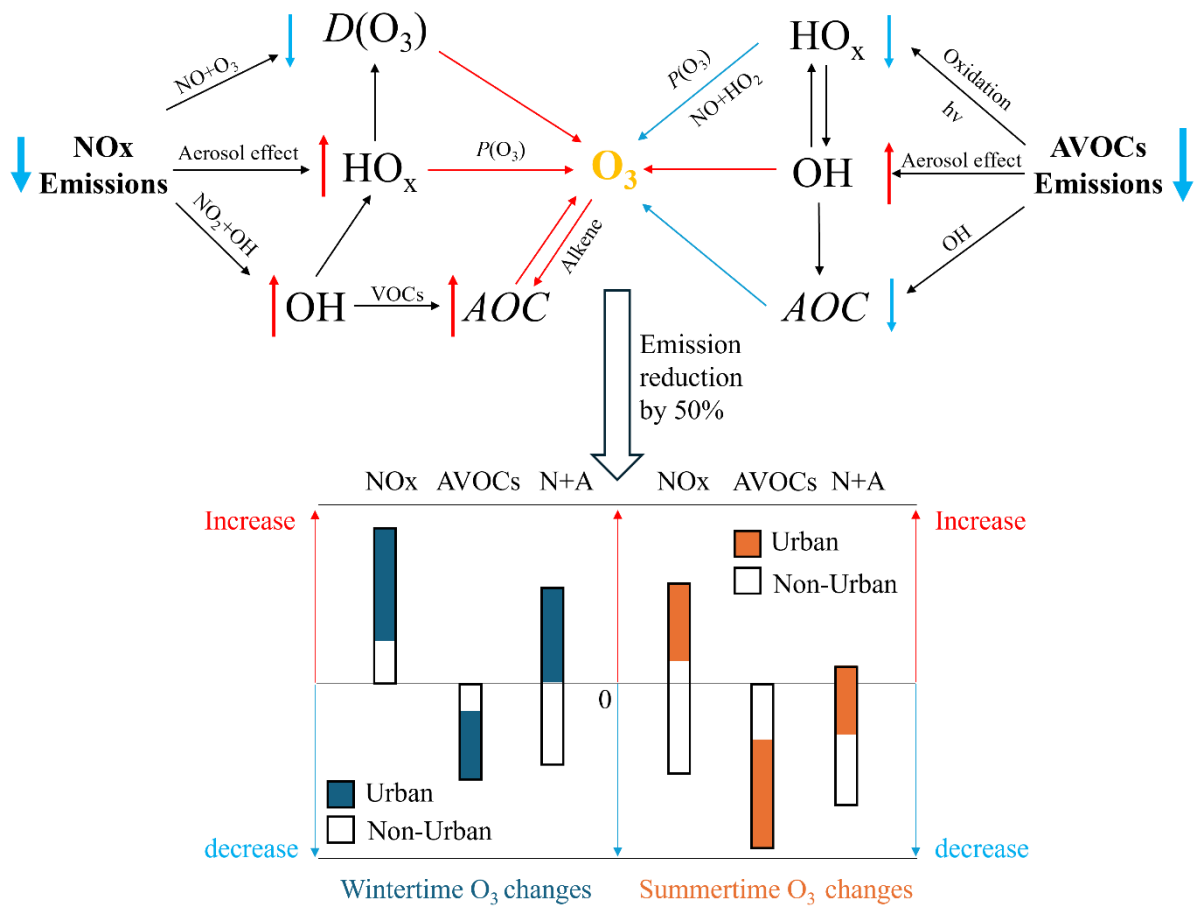 D(O3)
HOx
NO+O3
P(O3)
NO+HO2
Oxidation
hv
NOx
Emissions
Aerosol effect
HOx
P(O3)
O3
OH
Aerosol effect
AVOCs
Emissions
NO2+OH
Alkene
OH
OH
VOCs
AOC
AOC
Emission
reduction
by 50%
NOx AVOCs N+A NOx AVOCs N+A
Increase
Increase
Urban
Non-Urban
0
Urban
Non-Urban
decrease
decrease
Wintertime O3 changes
Summertime O3 changes